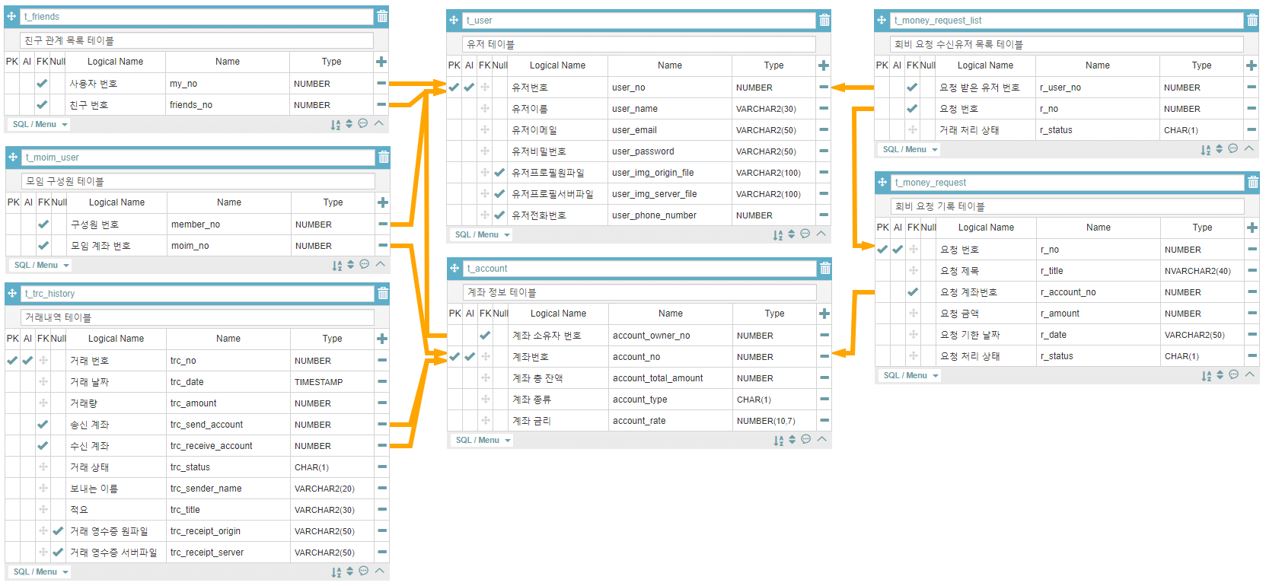 t_friends
친구 관계 목록 테이블
PK AI FK Null Logical Name Name Type
사용자 번호 my_no NUMBER
친구 번호 friends_no NUMBER
SQL / Menu
t_moim_user
모임 구성원 테이블
PK AI FK Null Logical Name Name Type
구성원 번호 member_no NUMBER
모임 계좌 번호 moim_no NUMBER
SQL / Menu
t_trc_history
거래내역 테이블
PK AI FK Null Logical Name Name Type
거래 번호 trc_no NUMBER
거래 날짜 trc_date TIMESTAMP
거래량 trc_amount NUMBER
송신 계좌 trc_send_account NUMBER
수신 계좌 trc_receive_account NUMBER
거래 상태 trc_status CHAR(1)
보내는 이름 trc_sender_name VARCHAR2(20)
적요 trc_title VARCHAR2(30)
거래 영수증 원파일 trc_receipt_origin VARCHAR2(50)
거래 영수증 서버파일 trc_receipt_server VARCHAR2(50)
SQL / Menu
t_user
유저 테이블
PK AI FK Null Logical Name Name Type
유저번호 user_no NUMBER
유저이름 user_name VARCHAR2(30)
유저이메일 user_email VARCHAR2(50)
유저비밀번호 user_password VARCHAR2(50)
유저프로필원파일 user_img_origin_file VARCHAR2(100)
유저프로필서버파일 user_img_server_file VARCHAR2(100)
유저전화번호 user_phone_number NUMBER
SQL / Menu
t_account
계좌 정보 테이블
PK AI FK Null Logical Name Name Type
계좌 소유자 번호 account_owner_no NUMBER
계좌번호 account_no NUMBER
계좌 총 잔액 account_total_amount NUMBER
계좌 종류 account_type CHAR(1)
계좌 금리 account_rate NUMBER(10,7)
SQL / Menu
t_money_request_list
회비 요청 수신유저 목록 테이블
PK AI FK Null Logical Name Name Type
요청 받은 유저 번호 r_user_no NUMBER
요청 번호 r_no NUMBER
거래 처리 상태 r_status CHAR(1)
SQL / Menu
t_money_request
회비 요청 기록 테이블
PK AI FK Null Logical Name Name Type
요청 번호 r_no NUMBER
요청 제목 r_title NVARCHAR2(40)
요청 계좌번호 r_account_no NUMBER
요청 금액 r_amount NUMBER
요청 기한 날짜 r_date VARCHAR2(50)
요청 처리 상태 r_status CHAR(1)
SQL / Menu